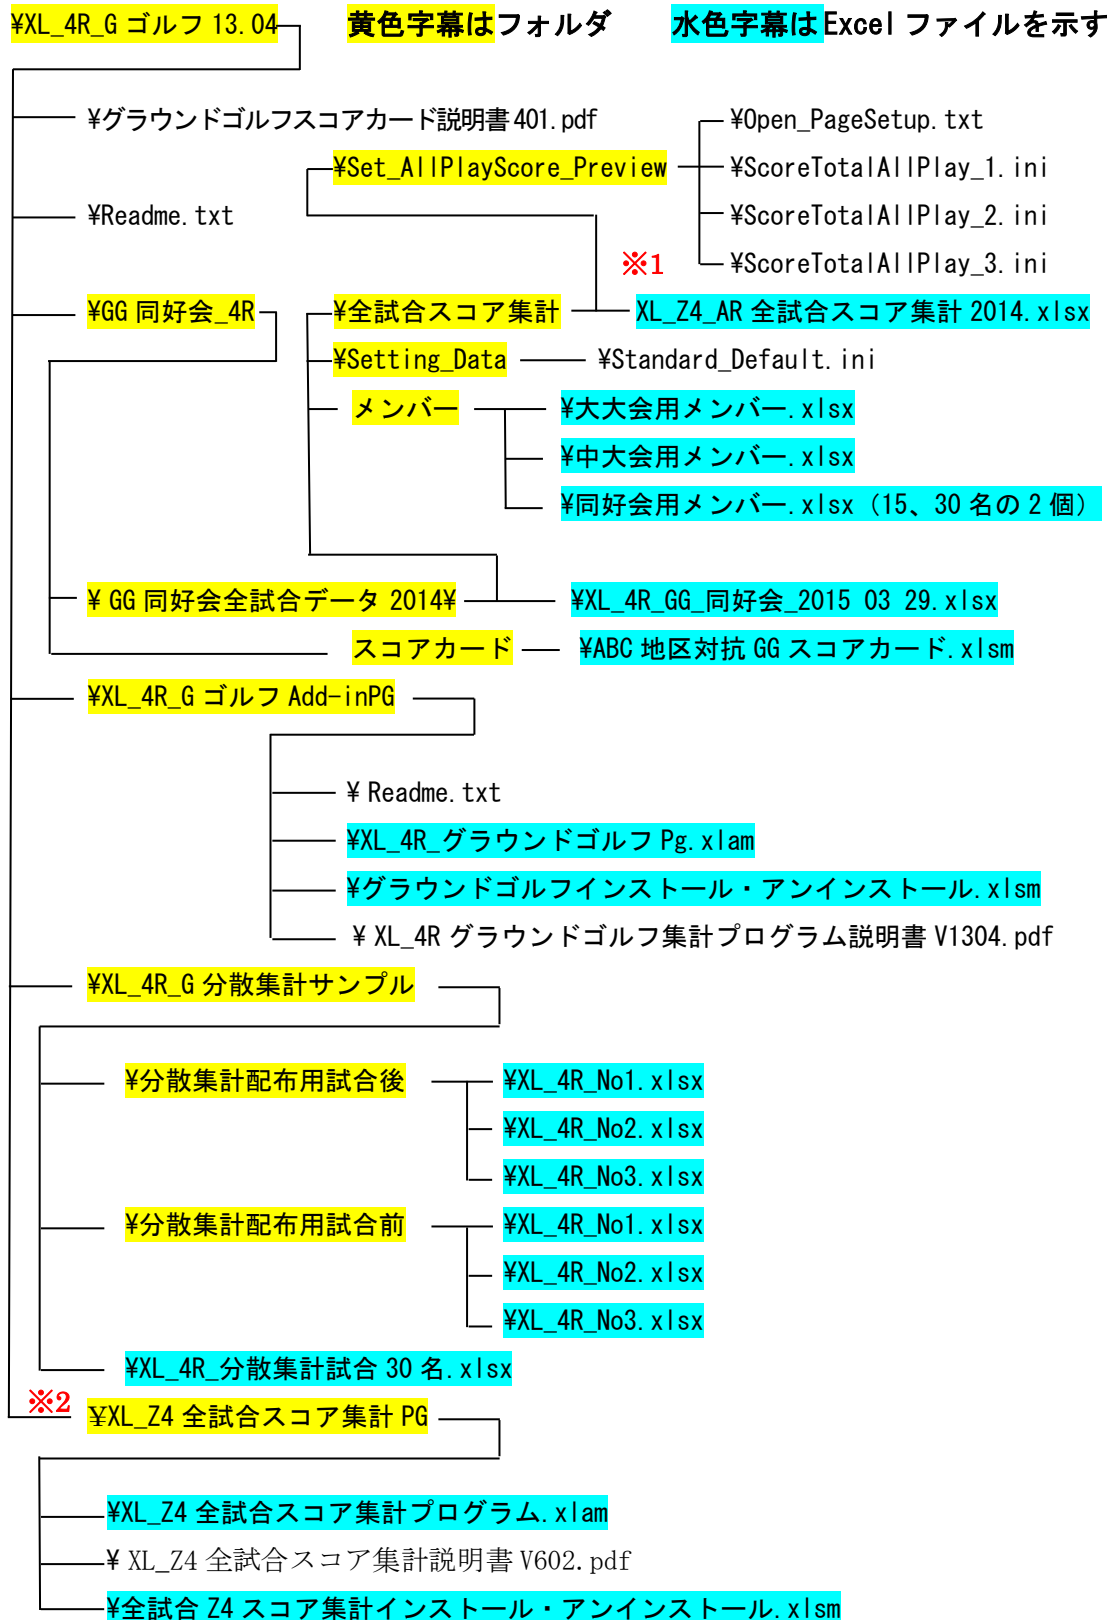 ¥XL_4R_G ゴルフ 13.04 黄色字幕はフォルダ 水色字幕は Excel ファイルを示す
¥グラウンドゴルフスコアカード説明書 401.pdf ¥Open_PageSetup.txt
¥Set_AllPlayScore_Preview ¥ScoreTotalAllPlay_1.ini
¥Readme.txt ¥ScoreTotalAllPlay_2.ini
※1 ¥ScoreTotalAllPlay_3.ini
¥GG 同好会_4R ¥全試合スコア集計 XL_Z4_AR 全試合スコア集計 2014.xlsx
¥Setting_Data ¥Standard_Default.ini
メンバー ¥大大会用メンバー.xlsx
¥中大会用メンバー.xlsx
¥同好会用メンバー.xlsx（15、30 名の 2 個）
¥ GG 同好会全試合データ 2014¥ ¥XL_4R_GG_同好会_2015 03 29.xlsx
スコアカード ¥ABC 地区対抗 GG スコアカード.xlsm
¥XL_4R_G ゴルフ Add-inPG
¥ Readme.txt
¥XL_4R_グラウンドゴルフ Pg.xlam
¥グラウンドゴルフインストール・アンインストール.xlsm
¥ XL_4R グラウンドゴルフ集計プログラム説明書 V1304.pdf
¥XL_4R_G 分散集計サンプル
¥分散集計配布用試合後 ¥XL_4R_No1.xlsx
¥XL_4R_No2.xlsx
¥XL_4R_No3.xlsx
¥分散集計配布用試合前 ¥XL_4R_No1.xlsx
¥XL_4R_No2.xlsx
¥XL_4R_No3.xlsx
¥XL_4R_分散集計試合 30 名.xlsx
※2 ¥XL_Z4 全試合スコア集計 PG
¥XL_Z4 全試合スコア集計プログラム.xlam
¥ XL_Z4 全試合スコア集計説明書 V602.pdf
¥全試合 Z4 スコア集計インストール・アンインストール.xlsm